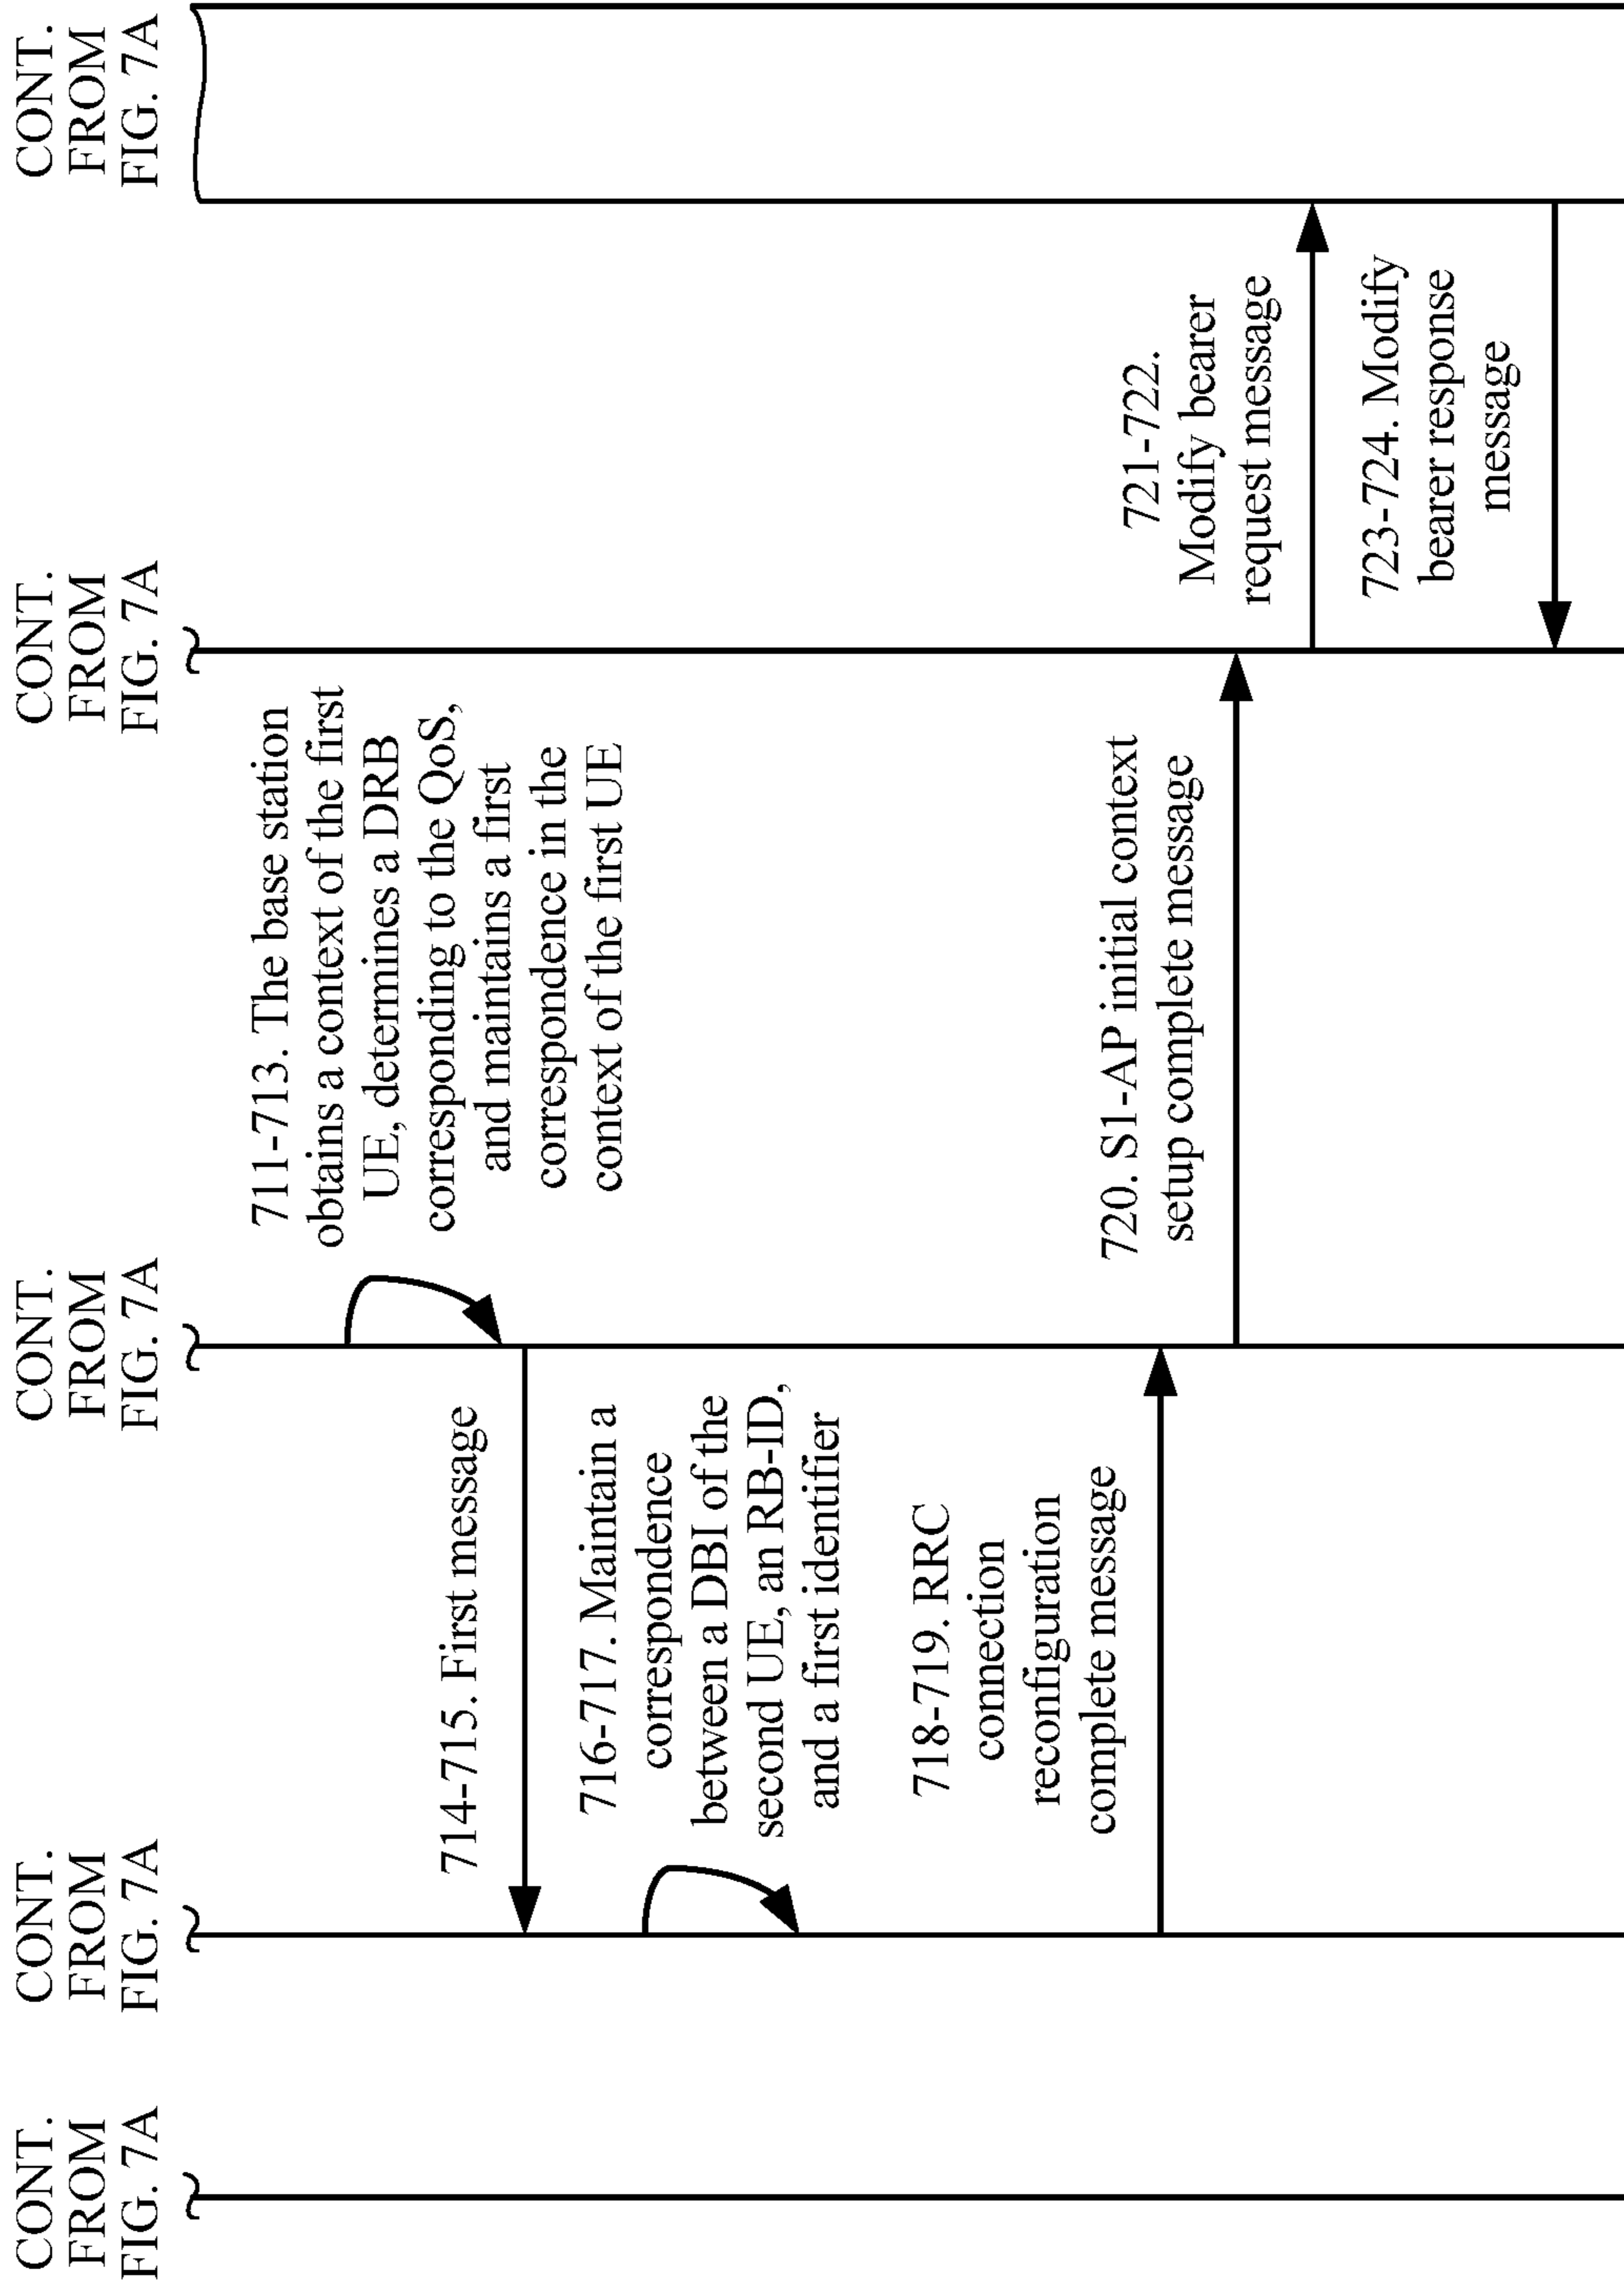 CONT.
FROM
FIG. 7A
CONT.
FROM
FIG. 7A
CONT.
FROM
FIG. 7A
CONT.
FROM
FIG. 7A
CONT.
FROM
FIG. 7A
711-713. The base station
obtains a context of the first
UE, determines a DRB
corresponding to the QoS,
and maintains a first
correspondence in the
context of the first UE
714-715. First message
716-717. Maintain a
correspondence
between a DBI of the
second UE, an RB-ID,
and a first identifier
718-719. RRC
connection
reconfiguration
complete message
720. S1-AP initial context
setup complete message
721-722.
Modify bearer
request message
723-724. Modify
bearer response
message